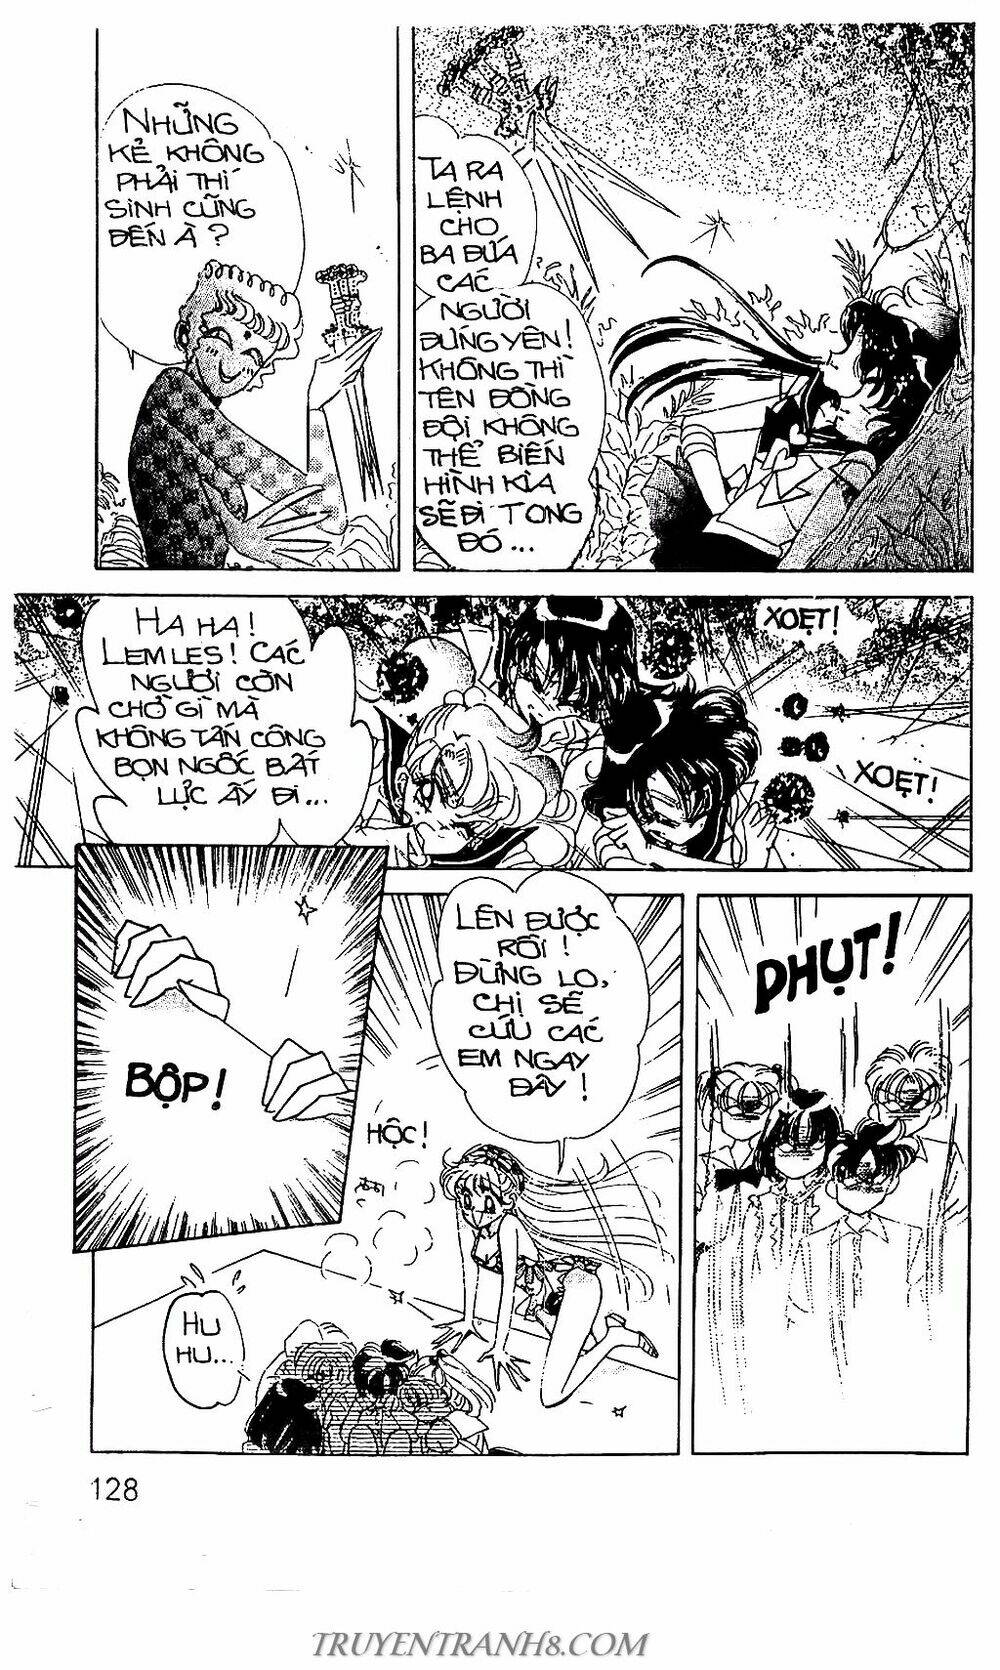 NHỮNG
KẺ KHÔNG
PHẢI THÍ
SINH CŨNG
ĐẾN À?
TA RA
LỆNH
CHO
BA ĐỨA
CÁC
NGƯỜI
ĐỨNG YÊN!
KHÔNG THÌ
TÊN ĐỒNG
ĐỘI KHÔNG
THỂ BIẾN
HÌNH KÌA
SẼ ĐI TONG
ĐÓ...
HA HA!
LEMLES! CÁC
NGƯƠI CÒN
CHỜ GÌ MÀ
KHÔNG TẤN CÔNG
BỌN NGỐC BẤT
LỰC ẤY ĐI...
XOẸT!
XOẸT!
BỘP!
LÊN ĐƯỢC
RỒI!
ĐỪNG LO,
CHỊ SẼ
CỨU CÁC
EM NGAY
ĐÂY!
HỘC!
HU
HU...
PHỤT!
128
TRUYENTRANH8.COM